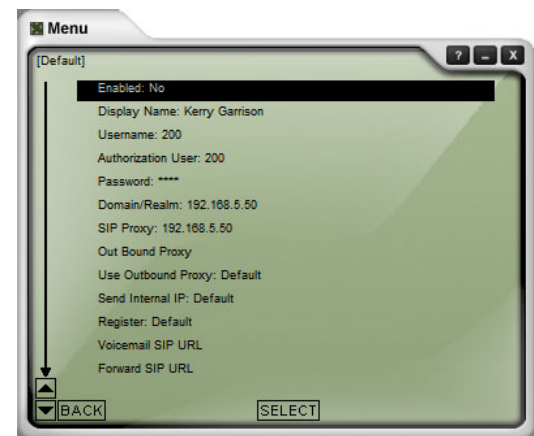 Menu
? - X
[Default]
Enabled: No
Display Name: Kerry Garrison
Username: 200
Authorization User: 200
Password: ****
Domain/Realm: 192.168.5.50
SIP Proxy: 192.168.5.50
Out Bound Proxy
Use Outbound Proxy: Default
Send Internal IP: Default
Register: Default
Voicemail SIP URL
Forward SIP URL
BACK SELECT